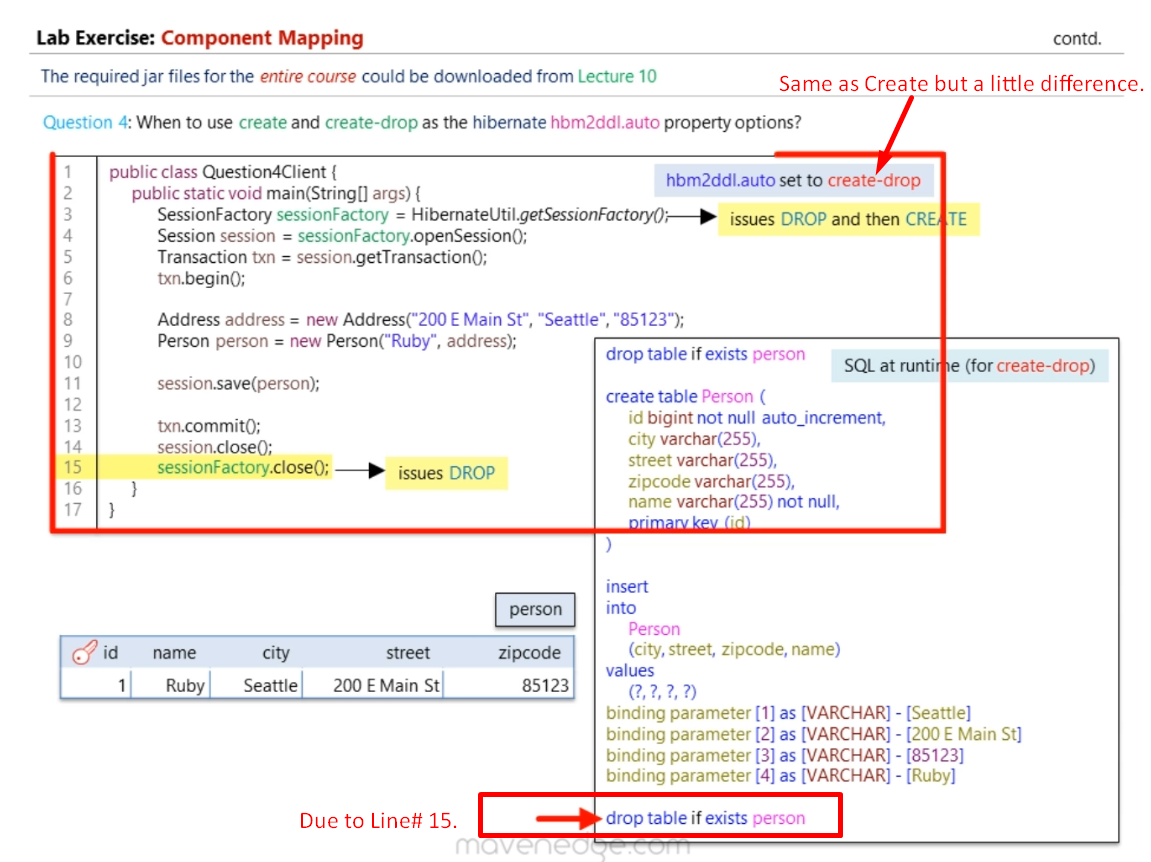 Lab Exercise: Component Mapping
contd.
The required jar files for the entire course could be downloaded from Lecture 10
Same as Create but a little difference.
Question 4: When to use create and create-drop as the hibernate hbm2ddl.auto property options?
hbm2ddl.auto set to create-drop
1 public class Question4Client {
2 public static void main(String[] args) {
3 SessionFactory sessionFactory = HibernateUtil.getSessionFactory();
issues DROP and then CREATE
4 Session session = sessionFactory.openSession();
5 Transaction txn = session.getTransaction();
6 txn.begin();
7
8 Address address = new Address("200 E Main St", "Seattle", "85123");
9 Person person = new Person("Ruby", address);
10
11 session.save(person);
12
13 txn.commit();
14 session.close();
15 sessionFactory.close();
issues DROP
16 }
17 }
SQL at runtime (for create-drop)
drop table if exists person
create table Person (
id bigint not null auto_increment,
city varchar(255),
street varchar(255),
zipcode varchar(255),
name varchar(255) not null,
primary key (id)
)
insert
into
Person
(city, street, zipcode, name)
values
(?, ?, ?, ?)
binding parameter [1] as [VARCHAR] - [Seattle]
binding parameter [2] as [VARCHAR] - [200 E Main St]
binding parameter [3] as [VARCHAR] - [85123]
binding parameter [4] as [VARCHAR] - [Ruby]
drop table if exists person
person
id name city street zipcode
1 Ruby Seattle 200 E Main St 85123
Due to Line# 15.
mavenedge.com